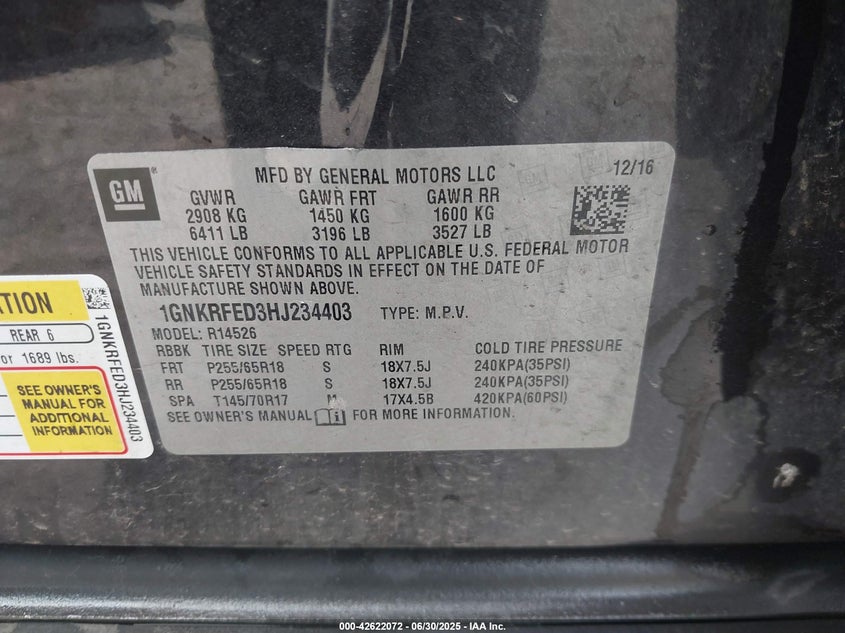 GM
MFD BY GENERAL MOTORS LLC
12/16
GVWR GAWR FRT GAWR RR
2908 KG 1450 KG 1600 KG
6411 LB 3196 LB 3527 LB
THIS VEHICLE CONFORMS TO ALL APPLICABLE U.S. FEDERAL MOTOR
VEHICLE SAFETY STANDARDS IN EFFECT ON THE DATE OF
MANUFACTURE SHOWN ABOVE.
1GNKRFED3HJ234403 TYPE: M.P.V.
MODEL: R14526
RBBK TIRE SIZE SPEED RTG RIM COLD TIRE PRESSURE
FRT P255/65R18 S 18X7.5J 240KPA(35PSI)
RR P255/65R18 S 18X7.5J 240KPA(35PSI)
SPA T145/70R17 M 17X4.5B 420KPA(60PSI)
SEE OWNER'S MANUAL FOR MORE INFORMATION.
ATION
REAR 6
or 1689 lbs.
SEE OWNER'S
MANUAL FOR
ADDITIONAL
INFORMATION
1GNKRFED3HJ234403
000-42622072 - 06/30/2025 - IAA Inc.